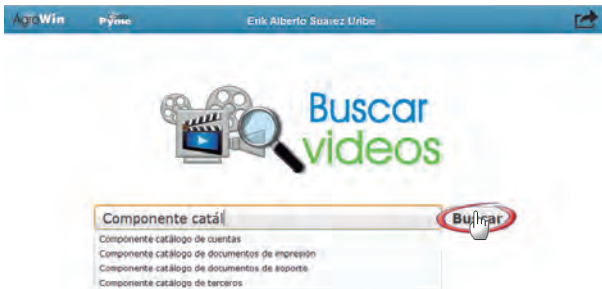 AgroWin Pyme Erik Alberto Suárez Uribe
Buscar
videos
Componente catál Buscar
Componente catálogo de cuentas
Componente catálogo de documentos de impresión
Componente catálogo de documentos de soporte
Componente catálogo de terceros